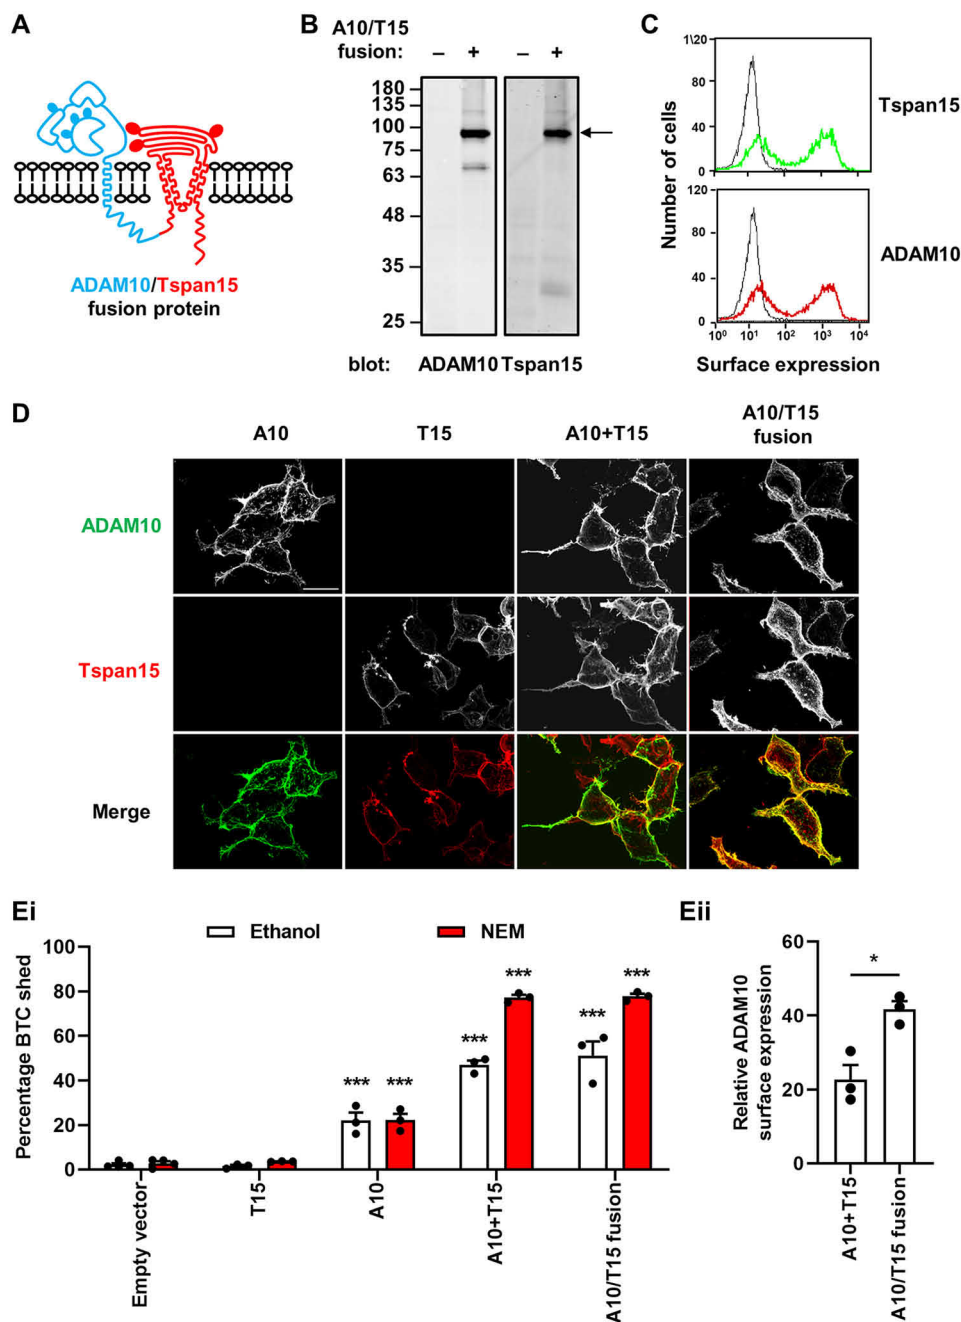 A
ADAM10/Tspan15
fusion protein
B
A10/T15
fusion: – + – +
180
135
100
75
63
48
35
25
blot: ADAM10 Tspan15
C
Number of cells
1\20
80
40
0
Tspan15
120
80
40
0
ADAM10
10⁰ 10¹ 10² 10³ 10⁴
Surface expression
D
A10 T15 A10+T15 A10/T15
fusion
ADAM10
Tspan15
Merge
Ei
Ethanol NEM
Percentage BTC shed
100
80
60
40
20
0
*** *** *** *** *** ***
Empty vector
T15
A10
A10+T15
A10/T15 fusion
Eii
Relative ADAM10
surface expression
60
40
20
0
*
A10+T15
A10/T15 fusion